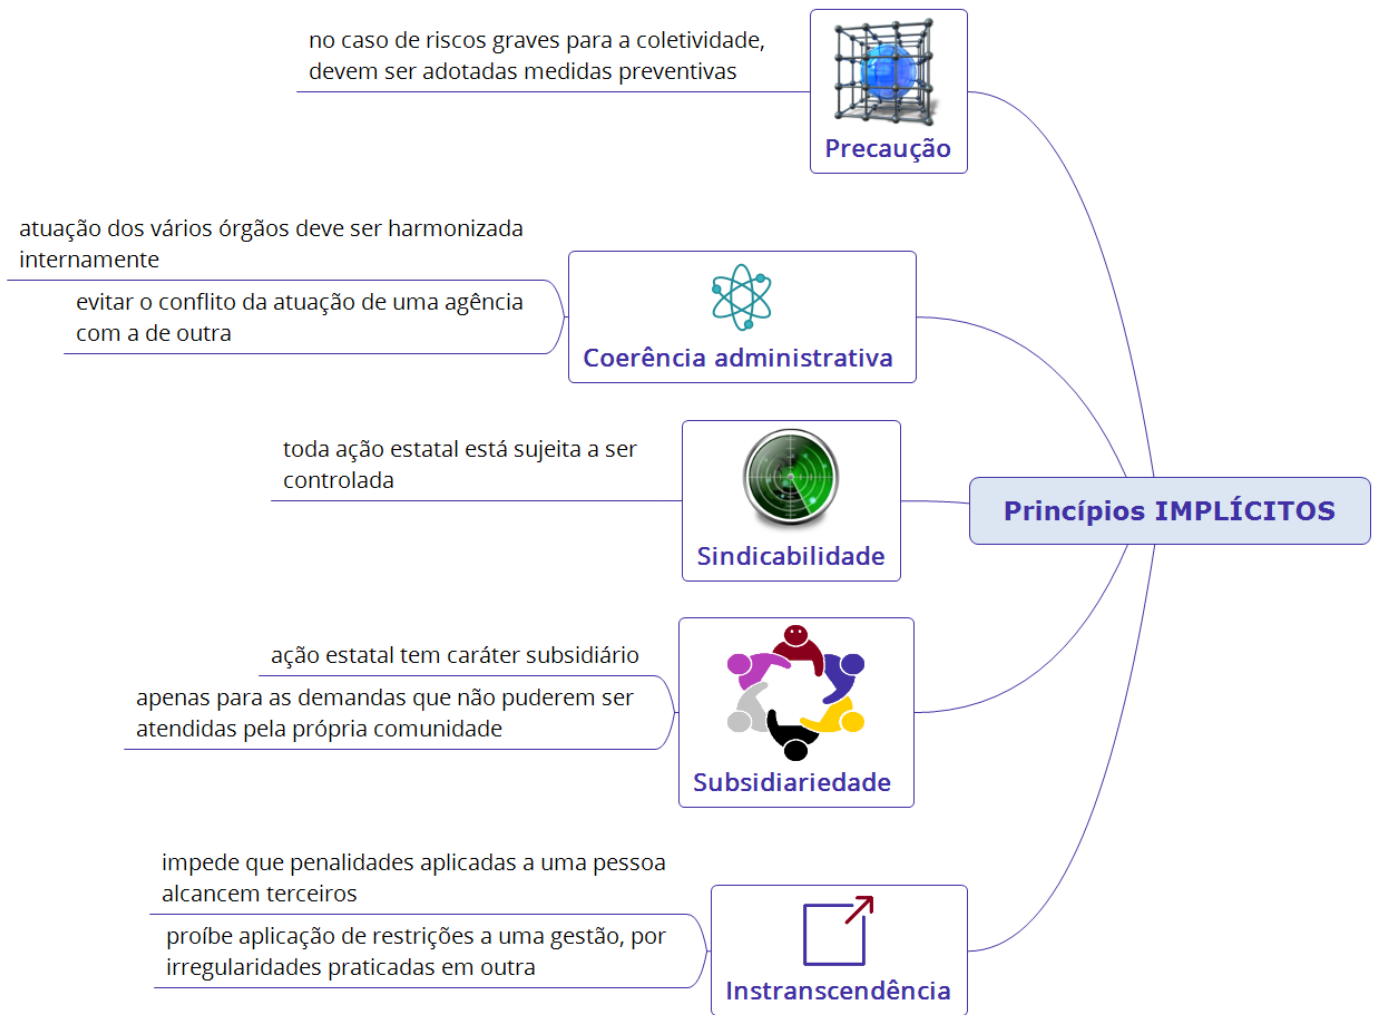 no caso de riscos graves para a coletividade,
devem ser adotadas medidas preventivas
Precaução
atuação dos vários órgãos deve ser harmonizada
internamente
evitar o conflito da atuação de uma agência
com a de outra
Coerência administrativa
toda ação estatal está sujeita a ser
controlada
Sindicabilidade
Princípios IMPLÍCITOS
ação estatal tem caráter subsidiário
apenas para as demandas que não puderem ser
atendidas pela própria comunidade
Subsidiariedade
impede que penalidades aplicadas a uma pessoa
alcancem terceiros
proíbe aplicação de restrições a uma gestão, por
irregularidades praticadas em outra
Instranscendência